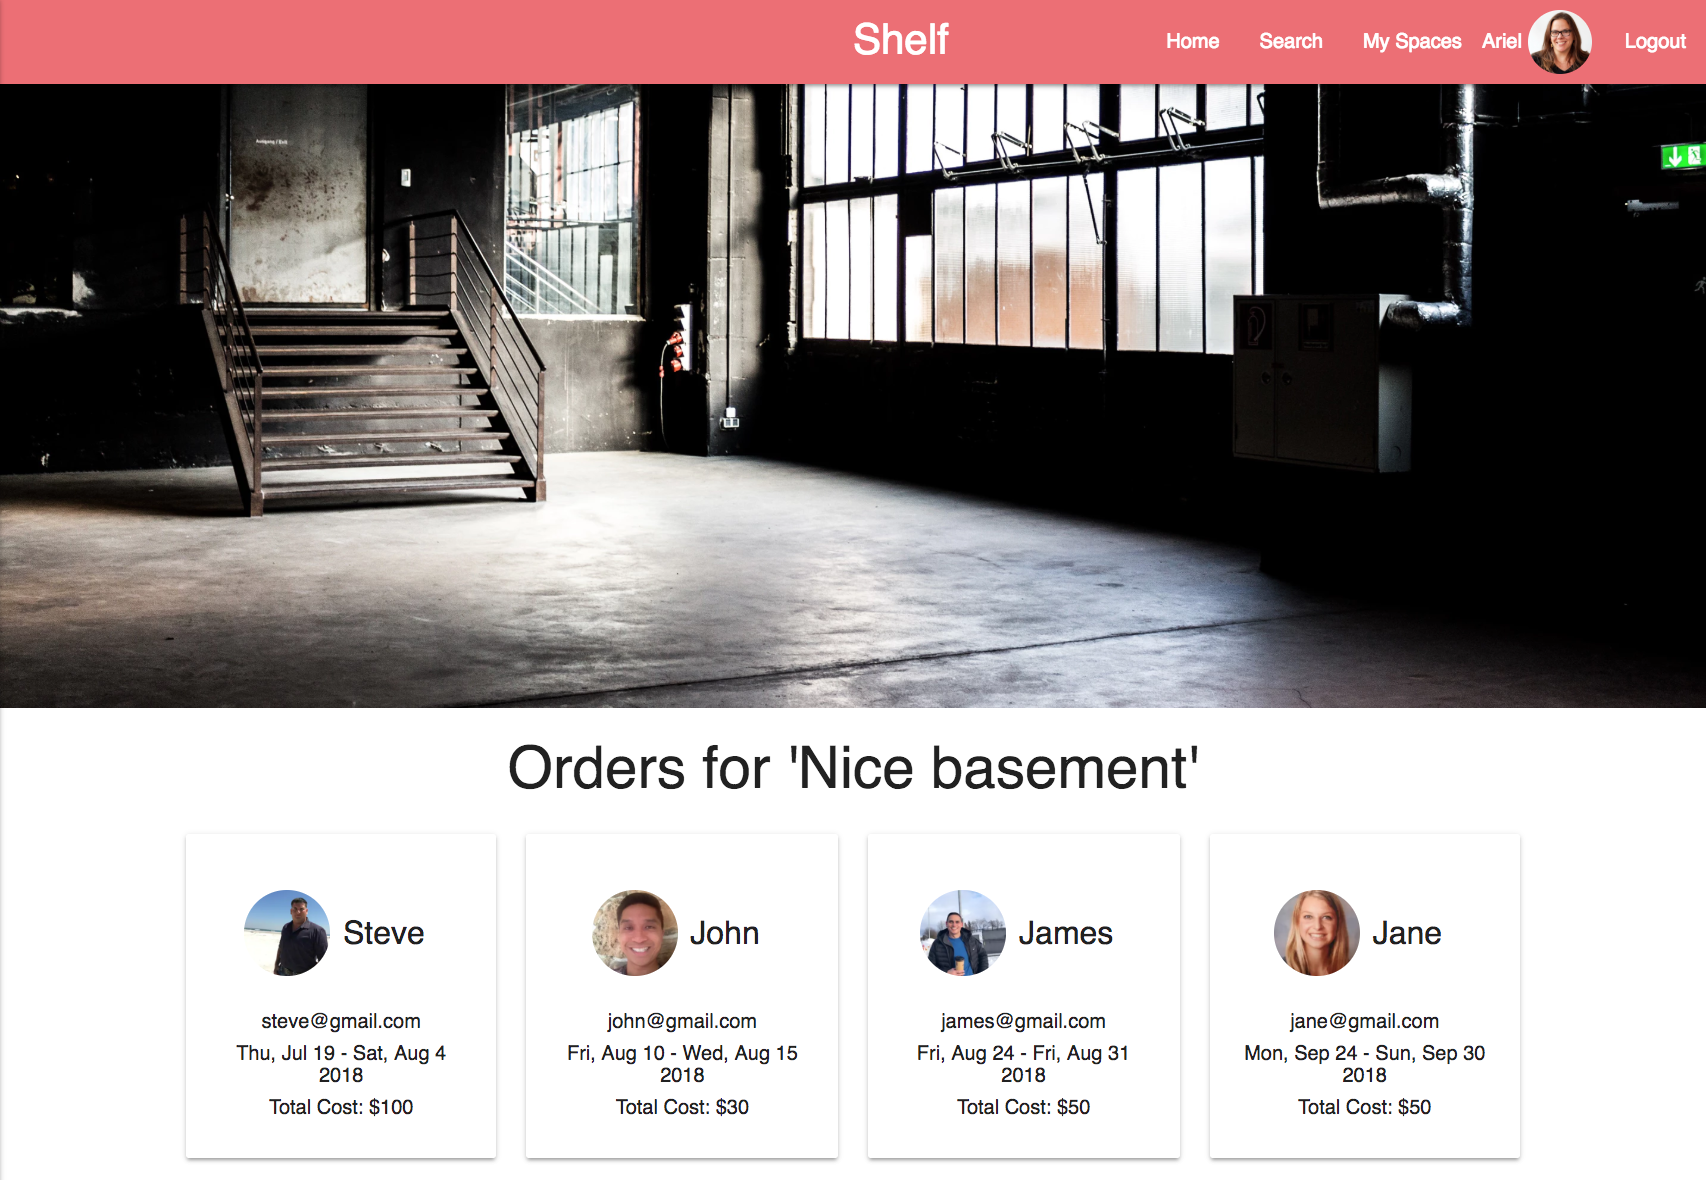 Shelf
Home Search My Spaces Ariel Logout
Ausgang / Exit
Orders for 'Nice basement'
Steve
steve@gmail.com
Thu, Jul 19 - Sat, Aug 4
2018
Total Cost: $100
John
john@gmail.com
Fri, Aug 10 - Wed, Aug 15
2018
Total Cost: $30
James
james@gmail.com
Fri, Aug 24 - Fri, Aug 31
2018
Total Cost: $50
Jane
jane@gmail.com
Mon, Sep 24 - Sun, Sep 30
2018
Total Cost: $50